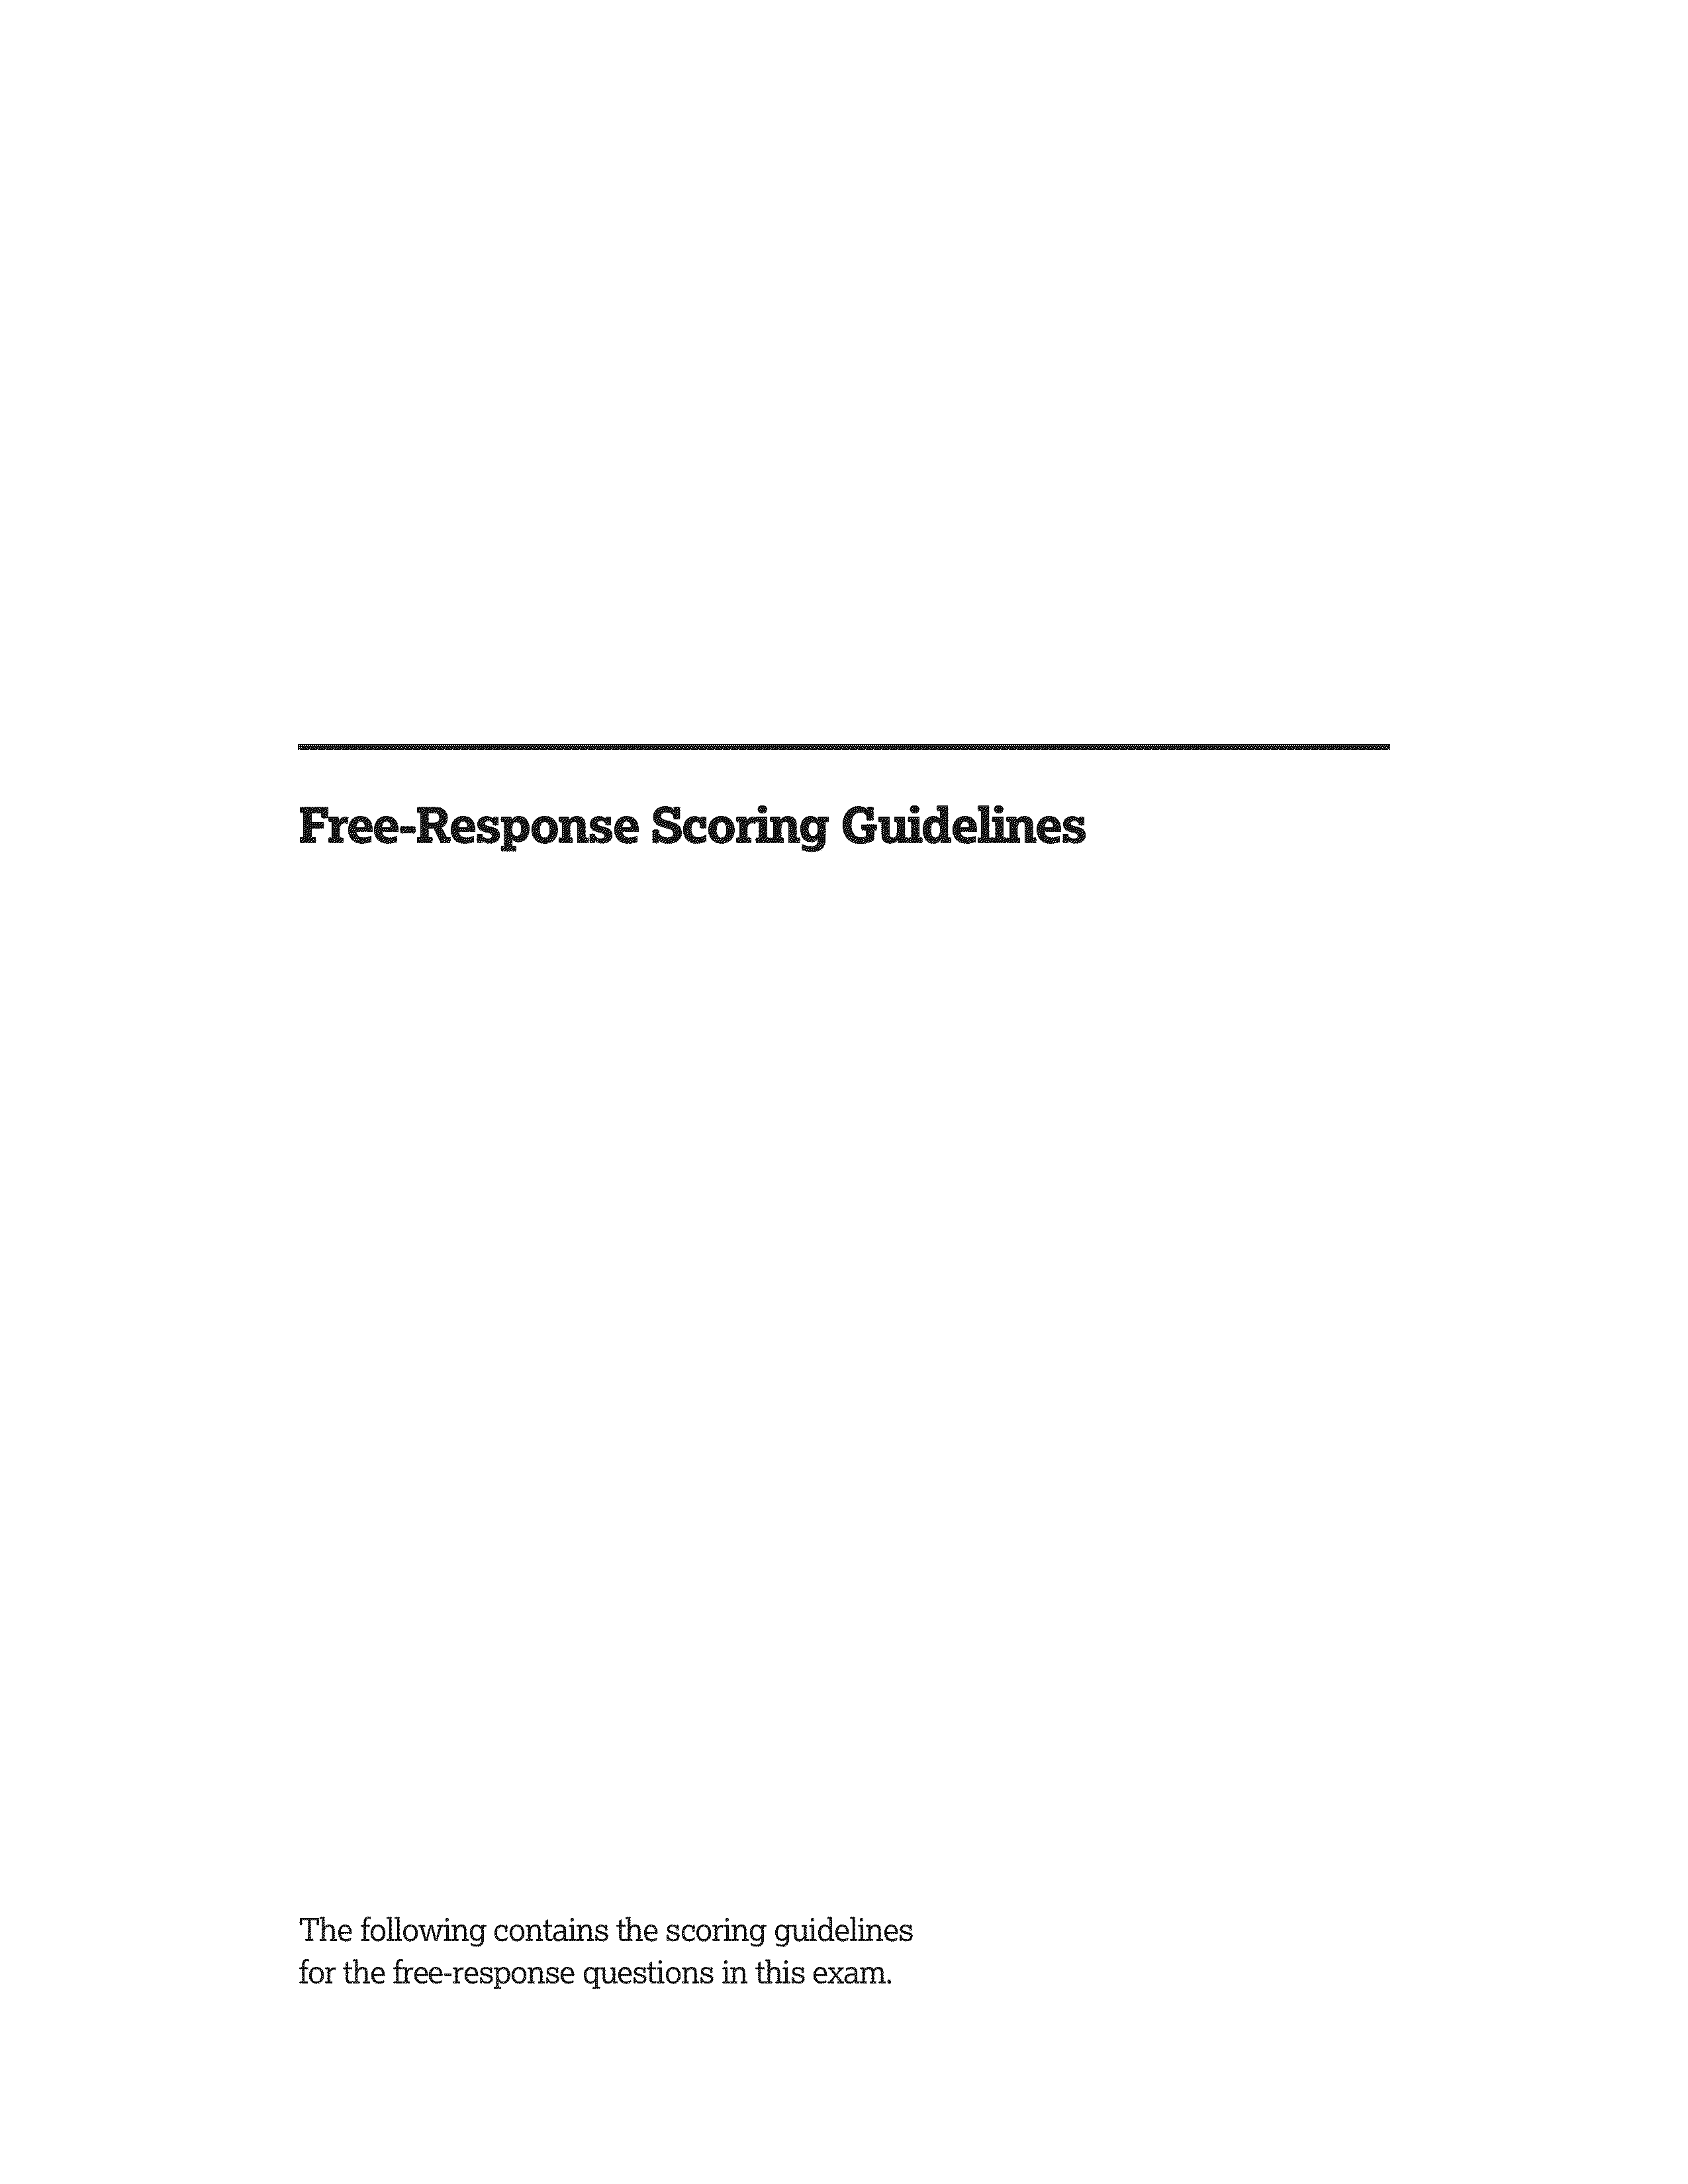 Free-Response Scoring Guidelines
The following contains the scoring guidelines
for the free-response questions in this exam.